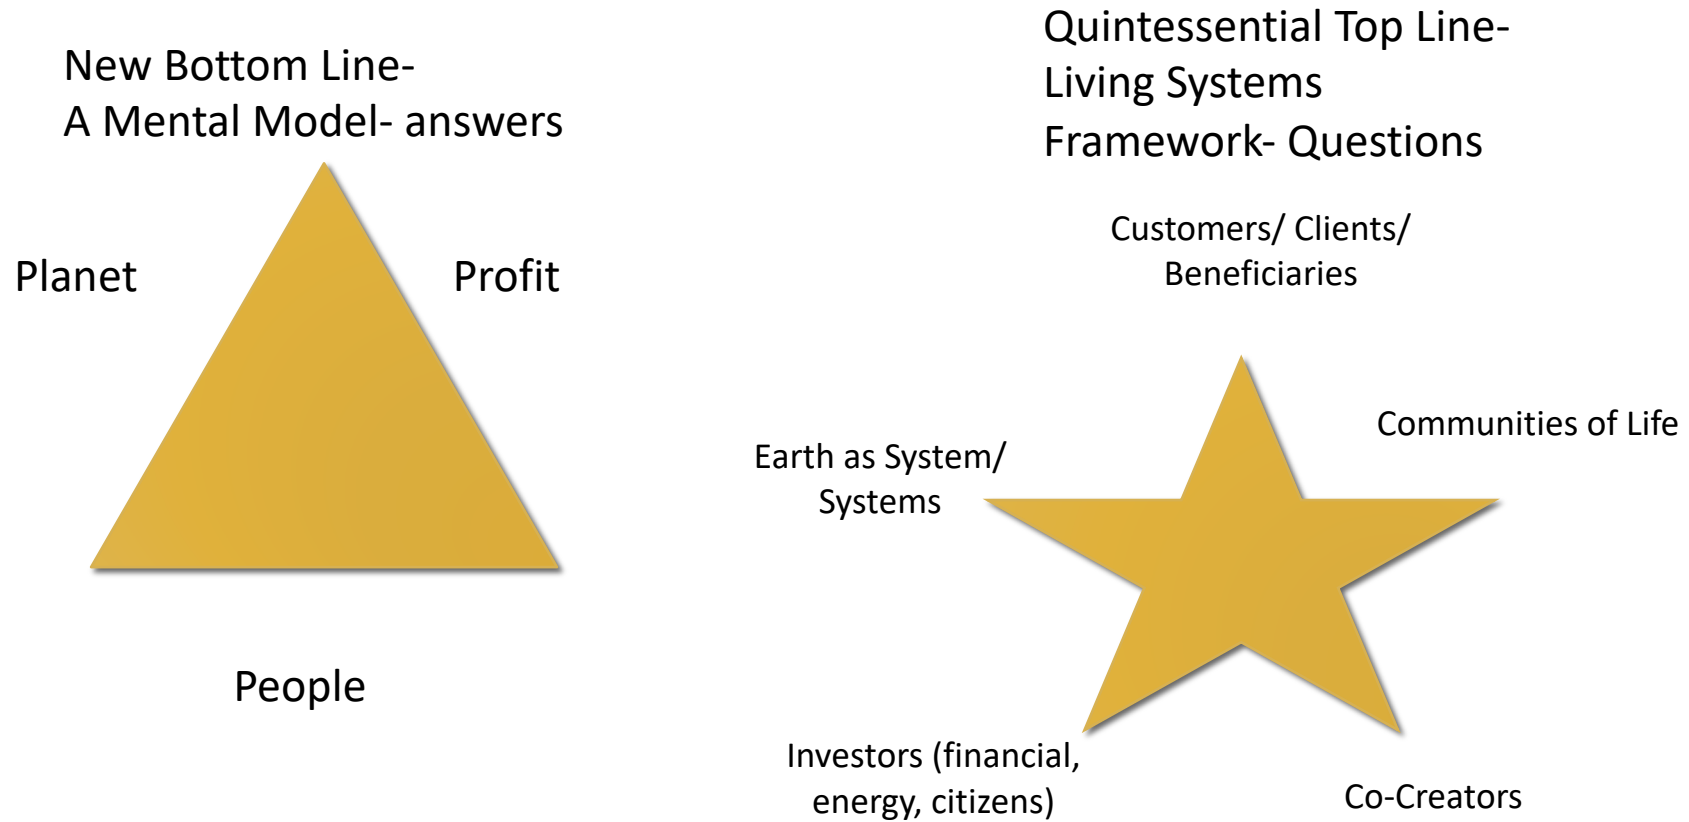 New Bottom Line-
A Mental Model- answers
Planet
Profit
People
Quintessential Top Line-
Living Systems
Framework- Questions
Customers/ Clients/
Beneficiaries
Communities of Life
Earth as System/
Systems
Investors (financial,
energy, citizens)
Co-Creators